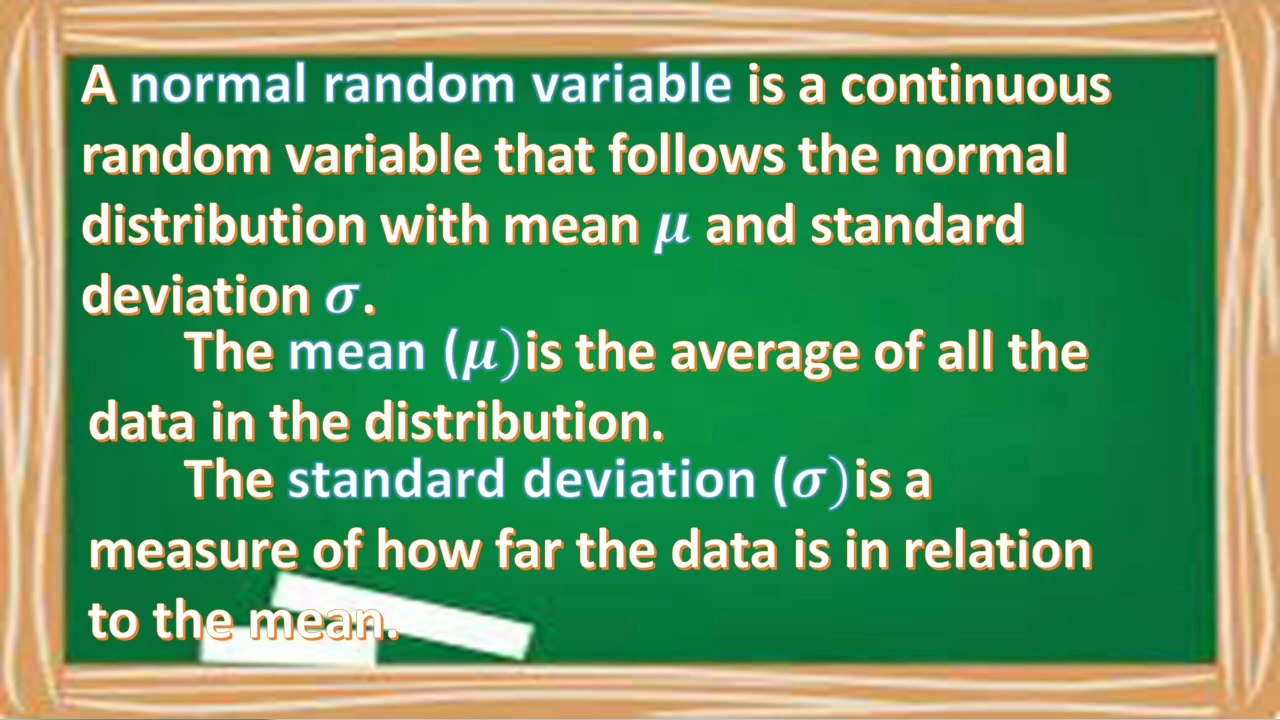 A normal random variable is a continuous
random variable that follows the normal
distribution with mean μ and standard
deviation σ.
The mean (μ)is the average of all the
data in the distribution.
The standard deviation (σ)is a
measure of how far the data is in relation
to the mean.